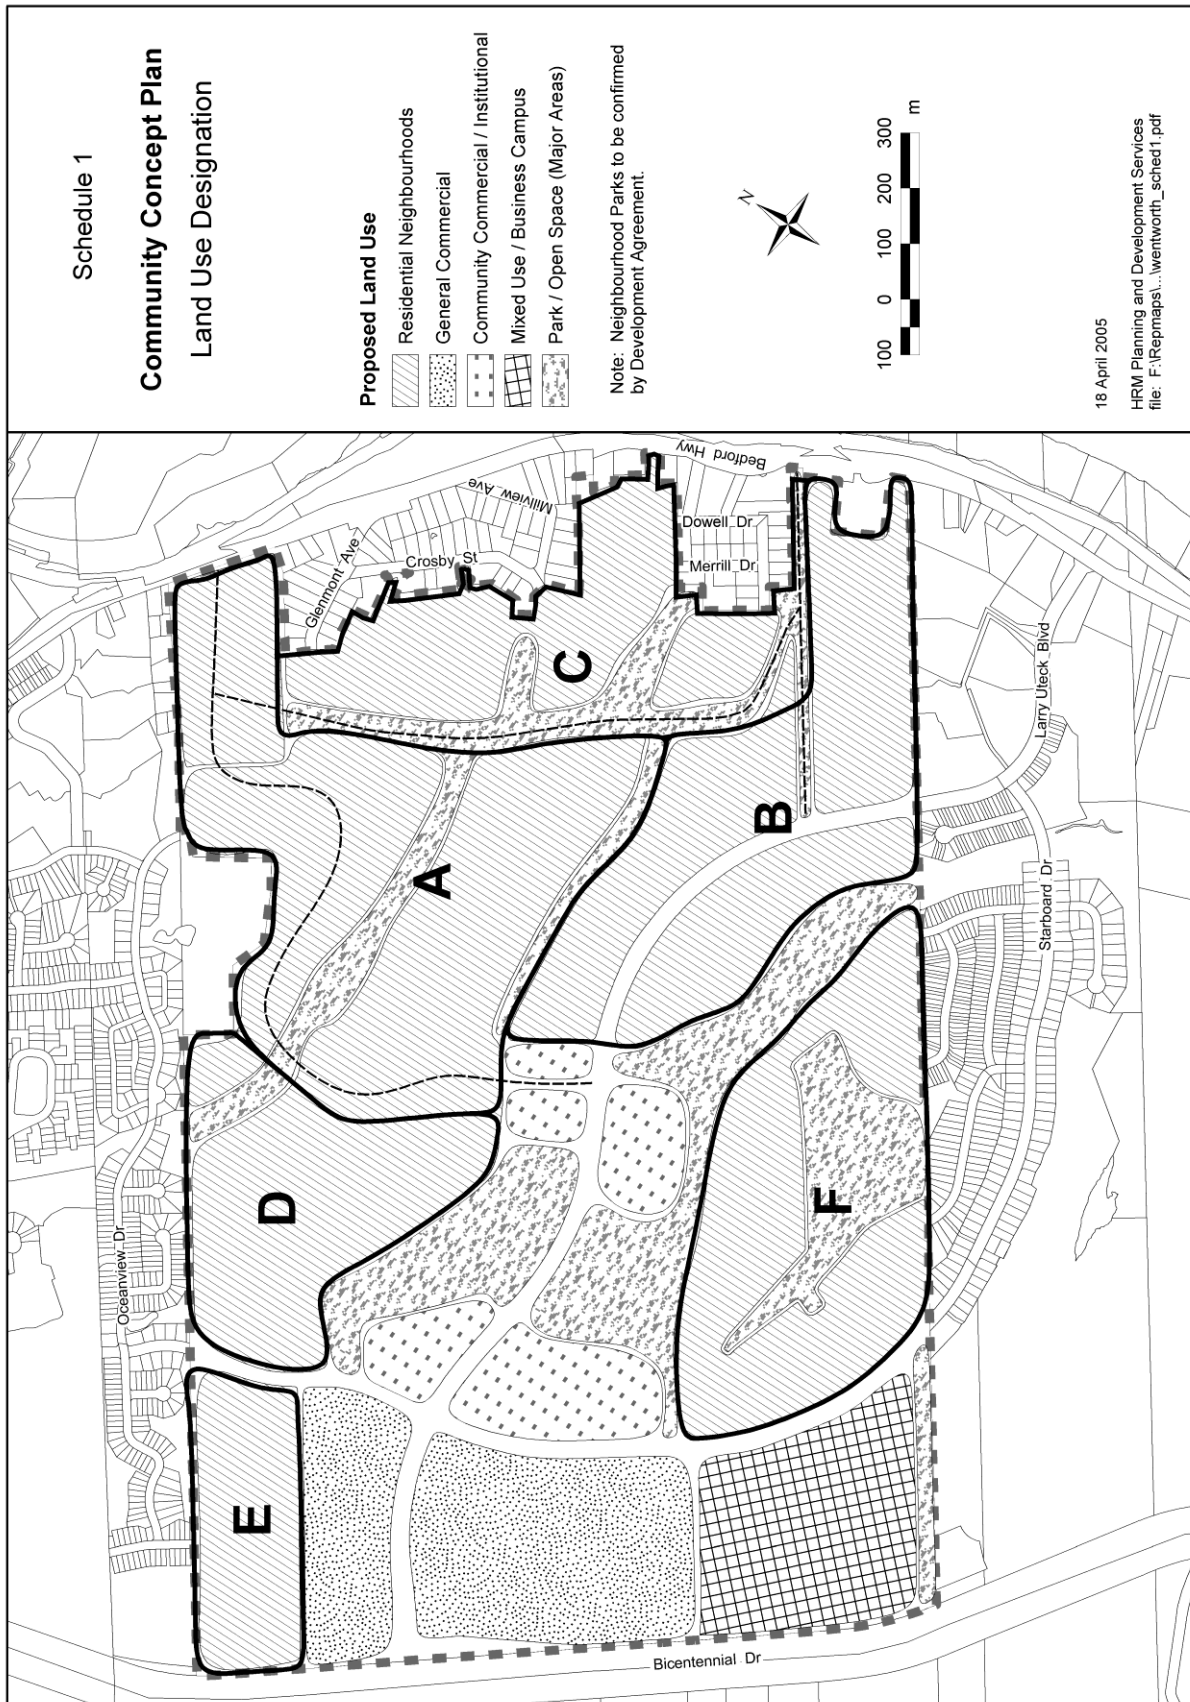 Schedule 1
Community Concept Plan
Land Use Designation
Proposed Land Use
Residential Neighbourhoods
General Commercial
Community Commercial / Institutional
Mixed Use / Business Campus
Park / Open Space (Major Areas)
Note: Neighbourhood Parks to be confirmed
by Development Agreement.
N
100 0 100 200 300
m
18 April 2005
HRM Planning and Development Services
file: F:\Repmaps\...\wentworth_sched1.pdf
Bedford Hwy
Millview Ave
Crosby St
Glenmont Ave
Dowell Dr
Merrill Dr
Larry Uteck Blvd
Starboard Dr
Oceanview Dr
Bicentennial Dr
A
B
C
D
E
F